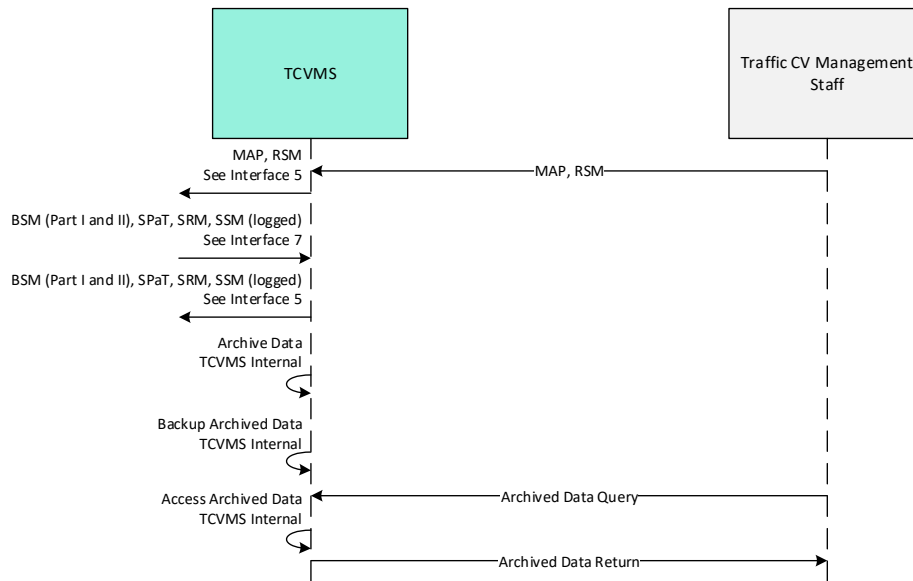 TCVMS
Traffic CV Management
Staff
MAP, RSM
See Interface 5
MAP, RSM
BSM (Part I and II), SPaT, SRM, SSM (logged)
See Interface 7
BSM (Part I and II), SPaT, SRM, SSM (logged)
See Interface 5
Archive Data
TCVMS Internal
Backup Archived Data
TCVMS Internal
Access Archived Data
TCVMS Internal
Archived Data Query
Archived Data Return